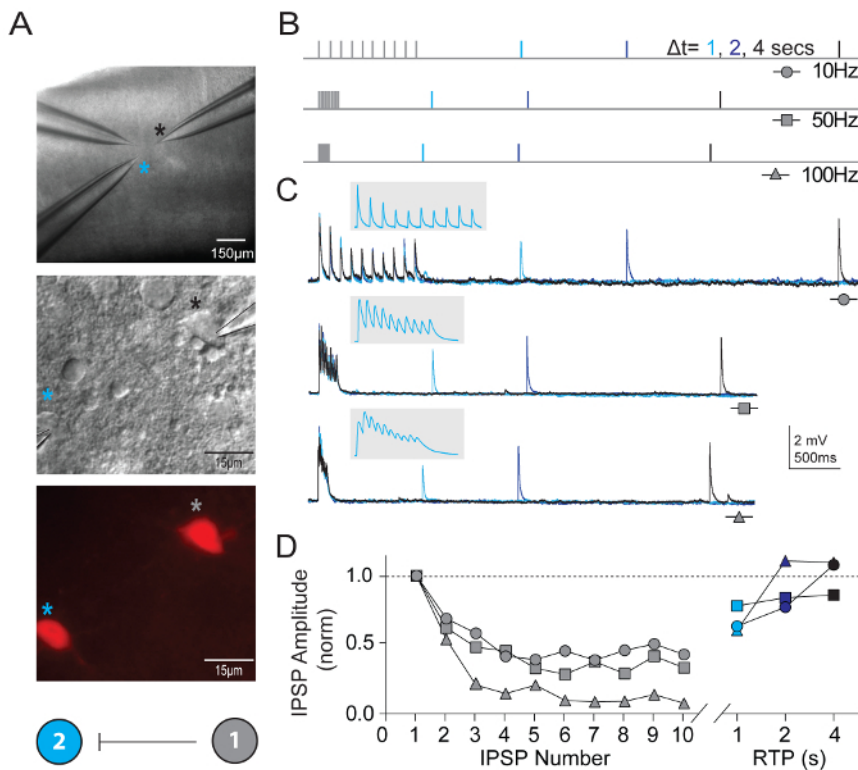 A
*
*
150µm
*
*
15µm
*
*
15µm
2
1
B
Δt= 1, 2, 4 secs
10Hz
50Hz
100Hz
C
2 mV
500ms
D
IPSP Amplitude
(norm)
1.0
0.5
0.0
0 1 2 3 4 5 6 7 8 9 10 1 2 4
IPSP Number RTP (s)